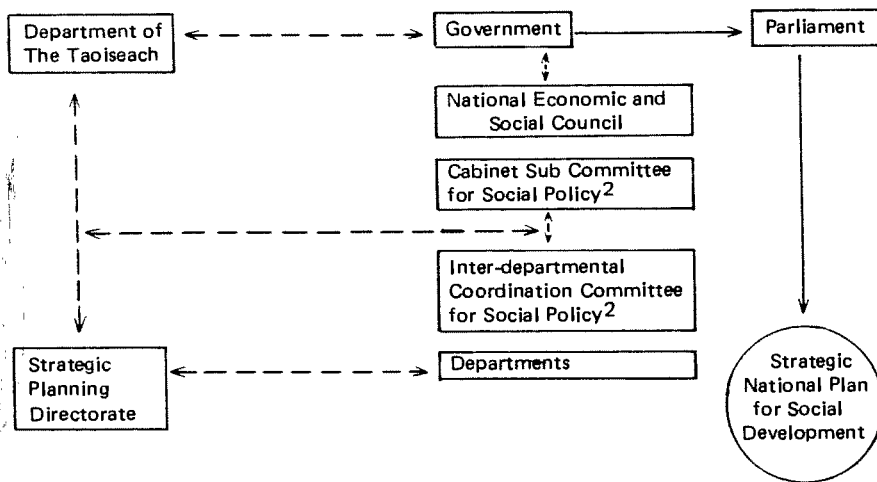 Department of
The Taoiseach
Government
Parliament
National Economic and
Social Council
Cabinet Sub Committee
for Social Policy2
Inter-departmental
Coordination Committee
for Social Policy2
Strategic
Planning
Directorate
Departments
Strategic
National Plan
for Social
Development